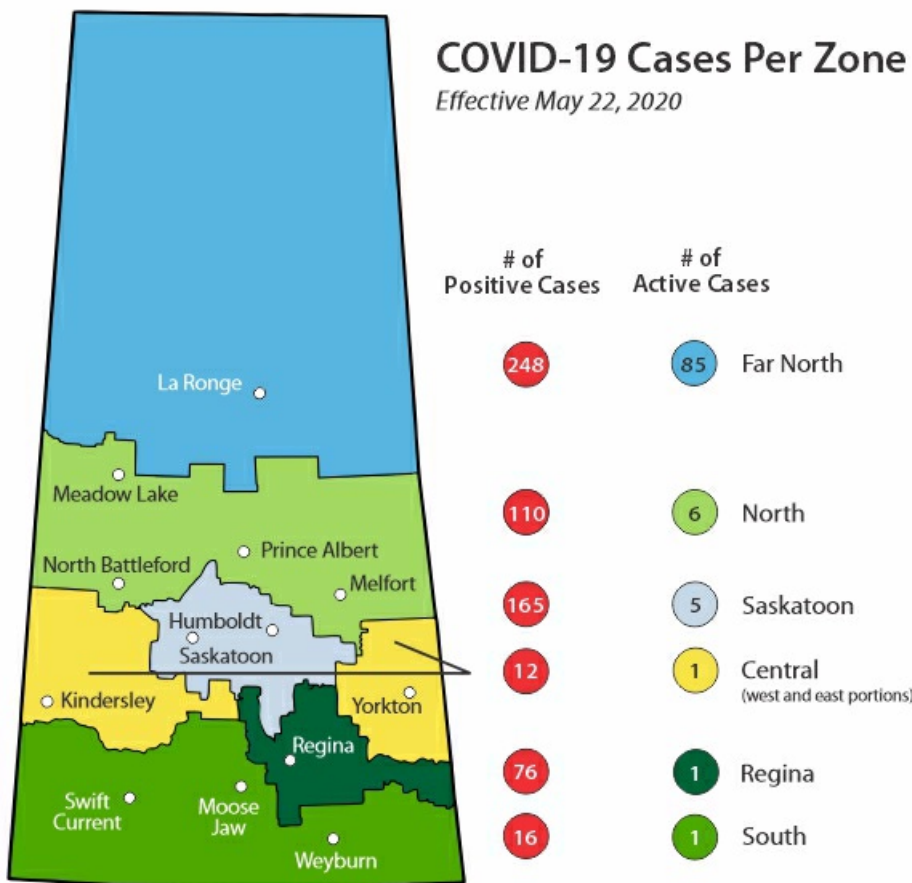 COVID-19 Cases Per Zone
Effective May 22, 2020
# of
Positive Cases
# of
Active Cases
248
85
Far North
110
6
North
165
5
Saskatoon
12
1
Central
(west and east portions)
76
1
Regina
16
1
South
La Ronge
Meadow Lake
Prince Albert
North Battleford
Melfort
Humboldt
Saskatoon
Kindersley
Yorkton
Regina
Swift
Current
Moose
Jaw
Weyburn